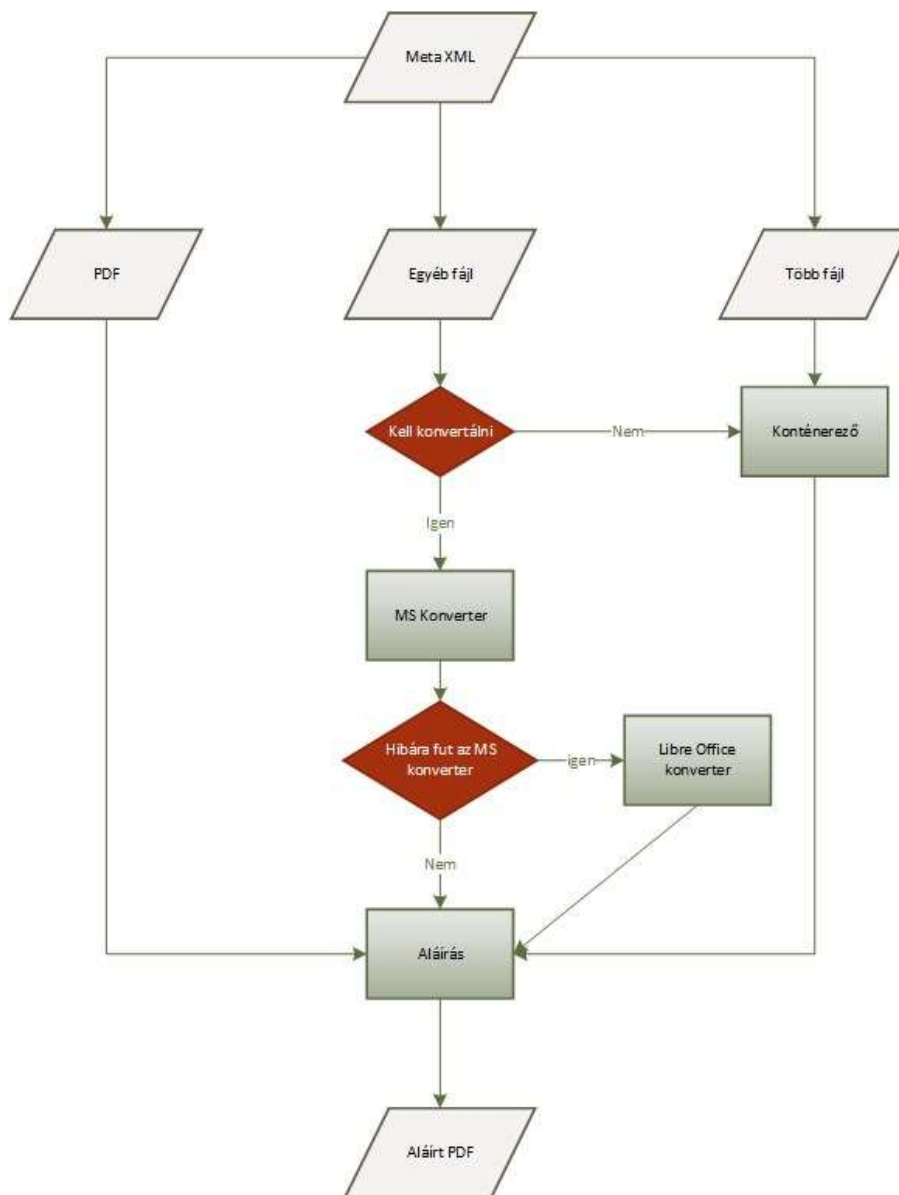 Meta XML
PDF
Egyéb fájl
Több fájl
Kell konvertálni
Nem
Konténerező
Igen
MS Konverter
Hibára fut az MS
konverter
igen
Libre Office
konverter
Nem
Aláírás
Aláírt PDF